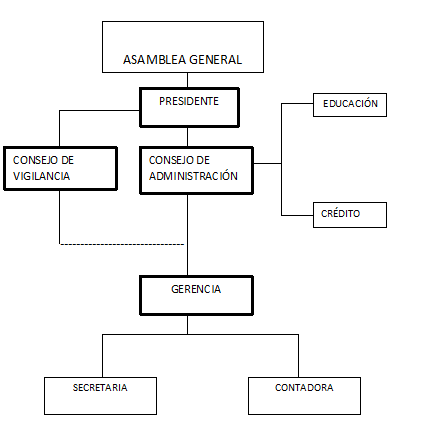 ASAMBLEA GENERAL
PRESIDENTE
EDUCACIÓN
CONSEJO DE
VIGILANCIA
CONSEJO DE
ADMINISTRACIÓN
CRÉDITO
GERENCIA
SECRETARIA
CONTADORA